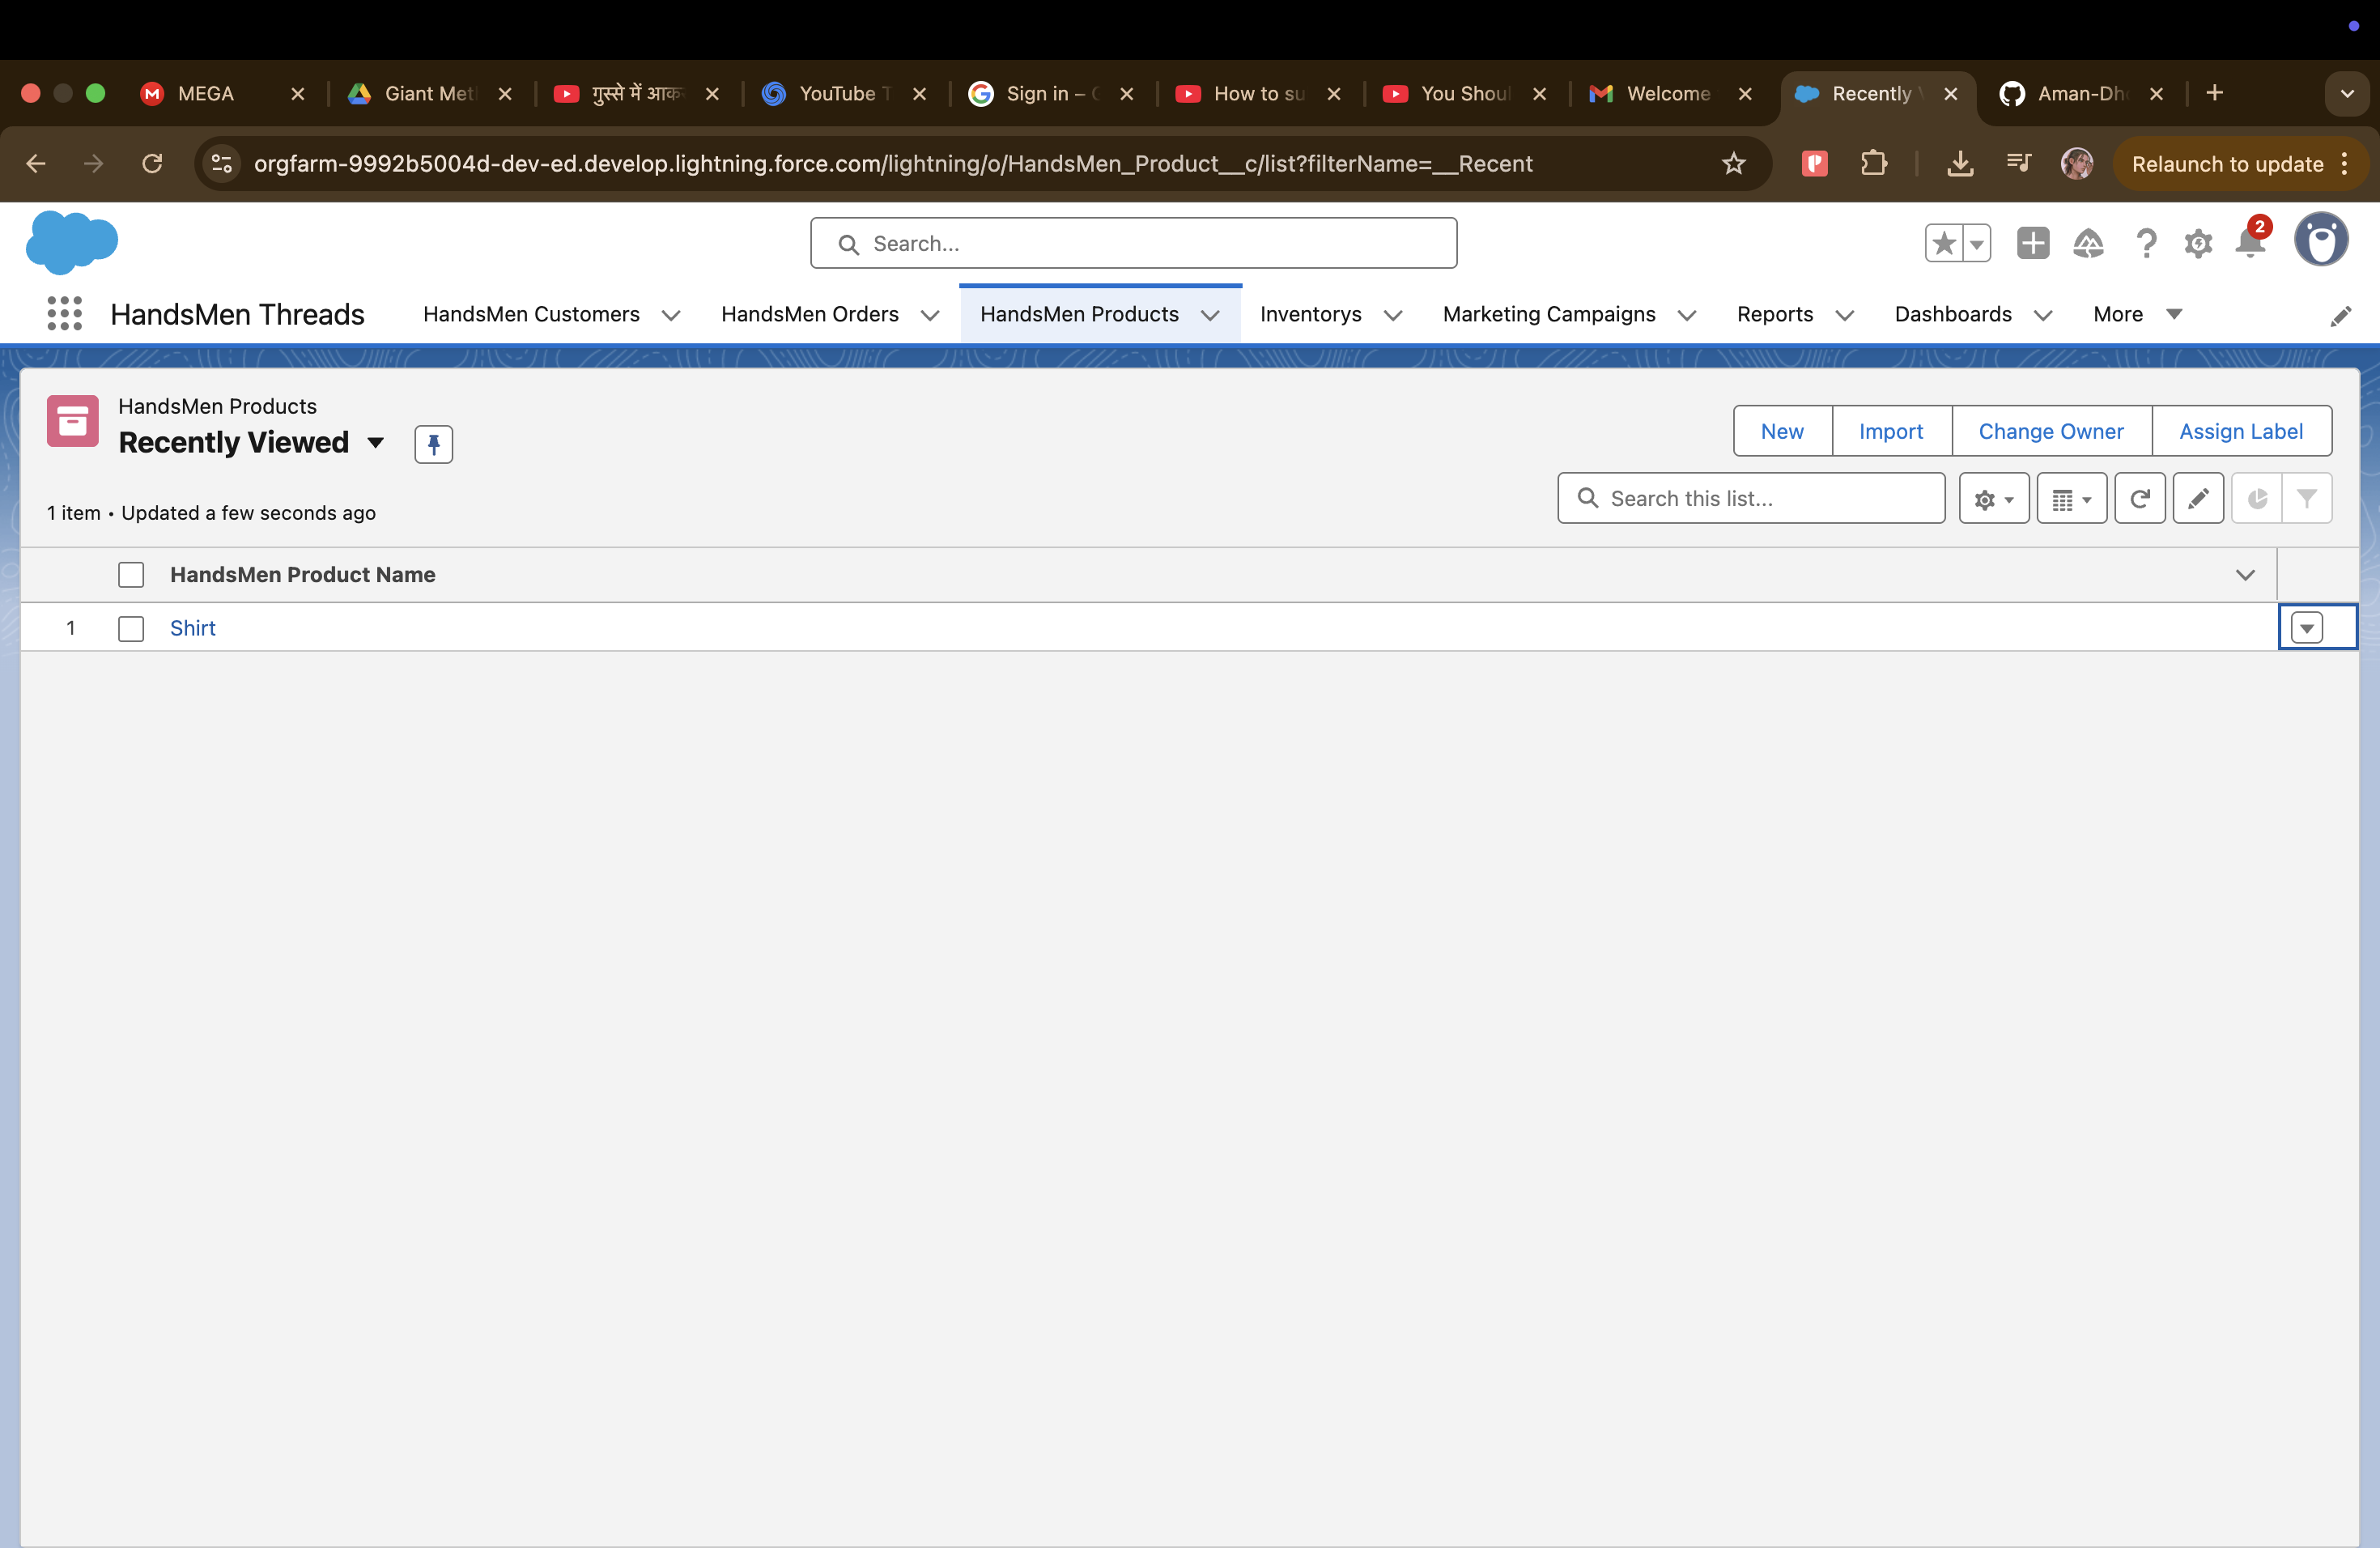 MEGA
Giant Met
गुस्से में आक
YouTube T
Sign in –
How to su
You Shoul
Welcome
Recently
Aman-Dh
orgfarm-9992b5004d-dev-ed.develop.lightning.force.com/lightning/o/HandsMen_Product__c/list?filterName=__Recent
Relaunch to update
Search...
2
HandsMen Threads
HandsMen Customers
HandsMen Orders
HandsMen Products
Inventorys
Marketing Campaigns
Reports
Dashboards
More
HandsMen Products
Recently Viewed
New
Import
Change Owner
Assign Label
1 item • Updated a few seconds ago
Search this list...
HandsMen Product Name
1
Shirt